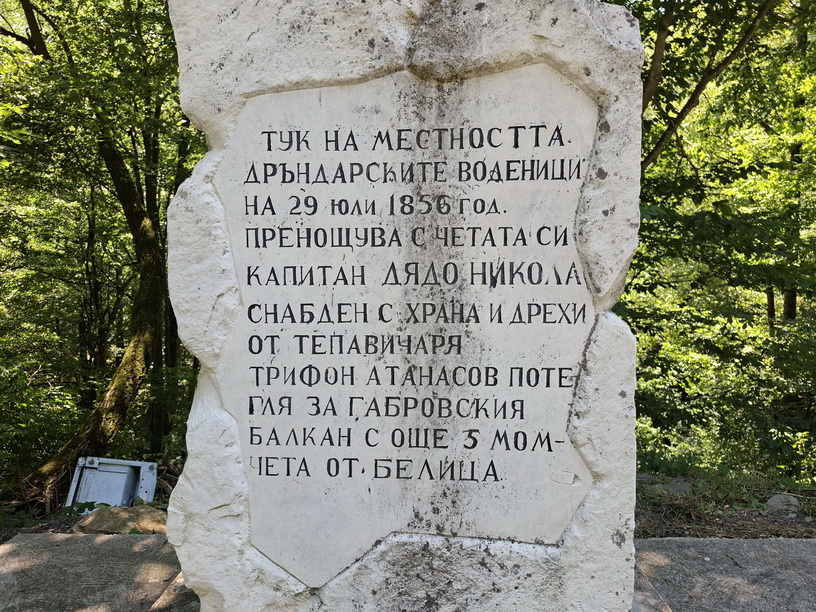 ТУК НА МЕСТНОСТТА
ДРЪНДАРСКИТЕ ВОДЕНИЦИ
НА 29 ЮЛИ 1856 ГОД.
ПРЕНОЩУВА С ЧЕТАТА СИ
КАПИТАН ДЯДО НИКОЛА
СНАБДЕН С ХРАНА И ДРЕХИ
ОТ ТЕПАВИЧАРЯ
ТРИФОН АТАНАСОВ ПОТЕ
ГЛЯ ЗА ГАБРОВСКИЯ
БАЛКАН С ОЩЕ 5 МОМ-
ЧЕТА ОТ БЕЛИЦА.